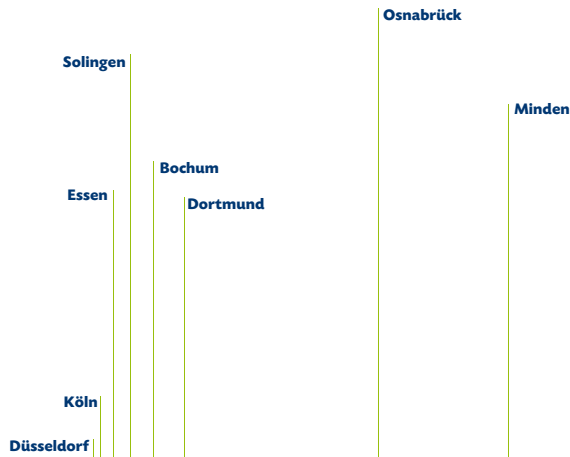 Osnabrück
Solingen
Minden
Bochum
Essen
Dortmund
Köln
Düsseldorf